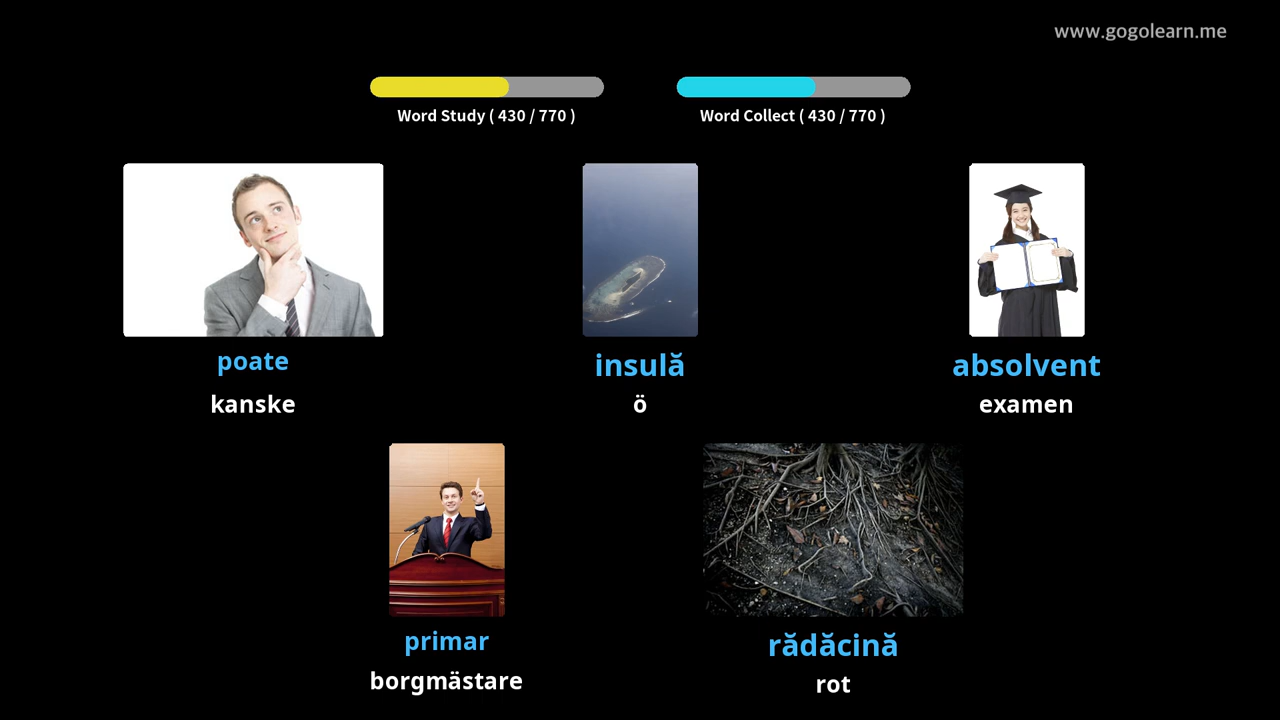 www.gogolearn.me
Word Study ( 430 / 770 )
Word Collect ( 430 / 770 )
poate
kanske
insulă
ö
absolvent
examen
primar
borgmästare
rădăcină
rot